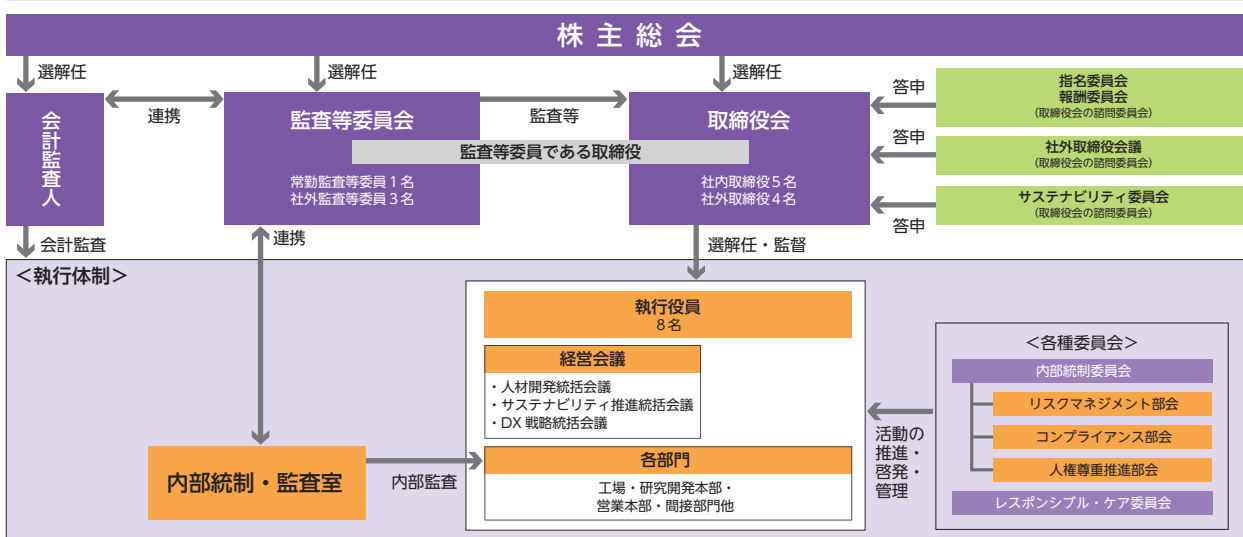 株主総会
選解任
選解任
選解任
会計監査人
連携
監査等委員会
監査等
取締役会
監査等委員である取締役
常勤監査等委員1名
社外監査等委員3名
社内取締役5名
社外取締役4名
答申
指名委員会
報酬委員会
(取締役会の諮問委員会)
答申
社外取締役会議
(取締役会の諮問委員会)
サステナビリティ委員会
(取締役会の諮問委員会)
答申
会計監査
連携
選解任・監督
＜執行体制＞
執行役員
8名
経営会議
・人材開発統括会議
・サステナビリティ推進統括会議
・DX 戦略統括会議
内部統制・監査室
内部監査
各部門
工場・研究開発本部・
営業本部・間接部門他
活動の
推進・
啓発・
管理
＜各種委員会＞
内部統制委員会
リスクマネジメント部会
コンプライアンス部会
人権尊重推進部会
レスポンシブル・ケア委員会